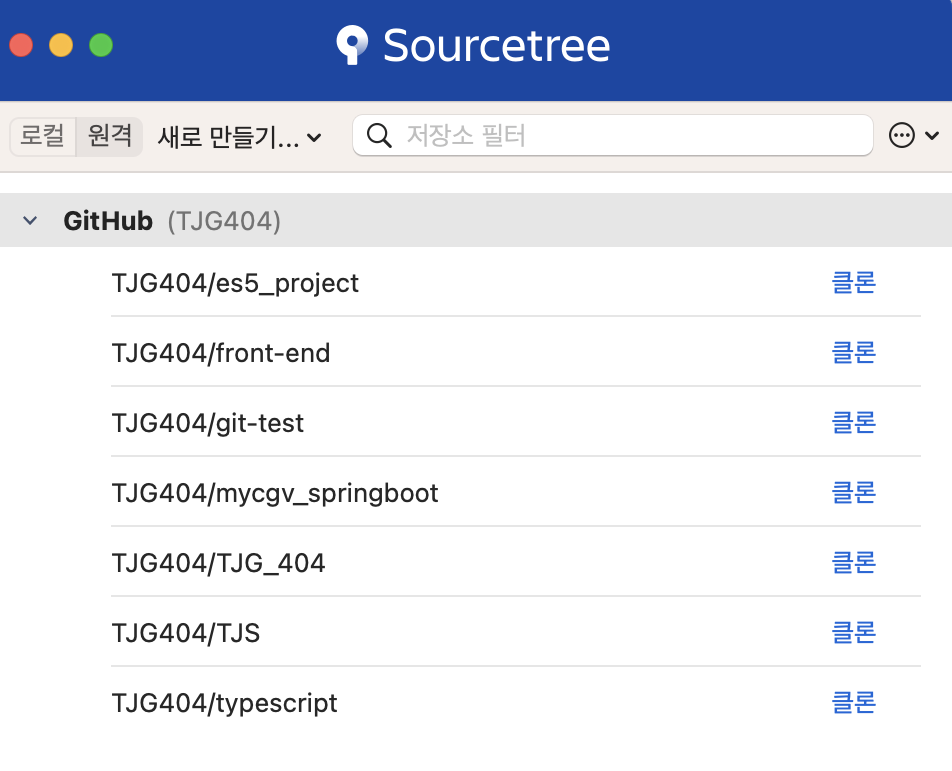 Sourcetree
로컬 원격 새로 만들기... 저장소 필터
GitHub (TJG404)
TJG404/es5_project 클론
TJG404/front-end 클론
TJG404/git-test 클론
TJG404/mycgv_springboot 클론
TJG404/TJG_404 클론
TJG404/TJS 클론
TJG404/typescript 클론